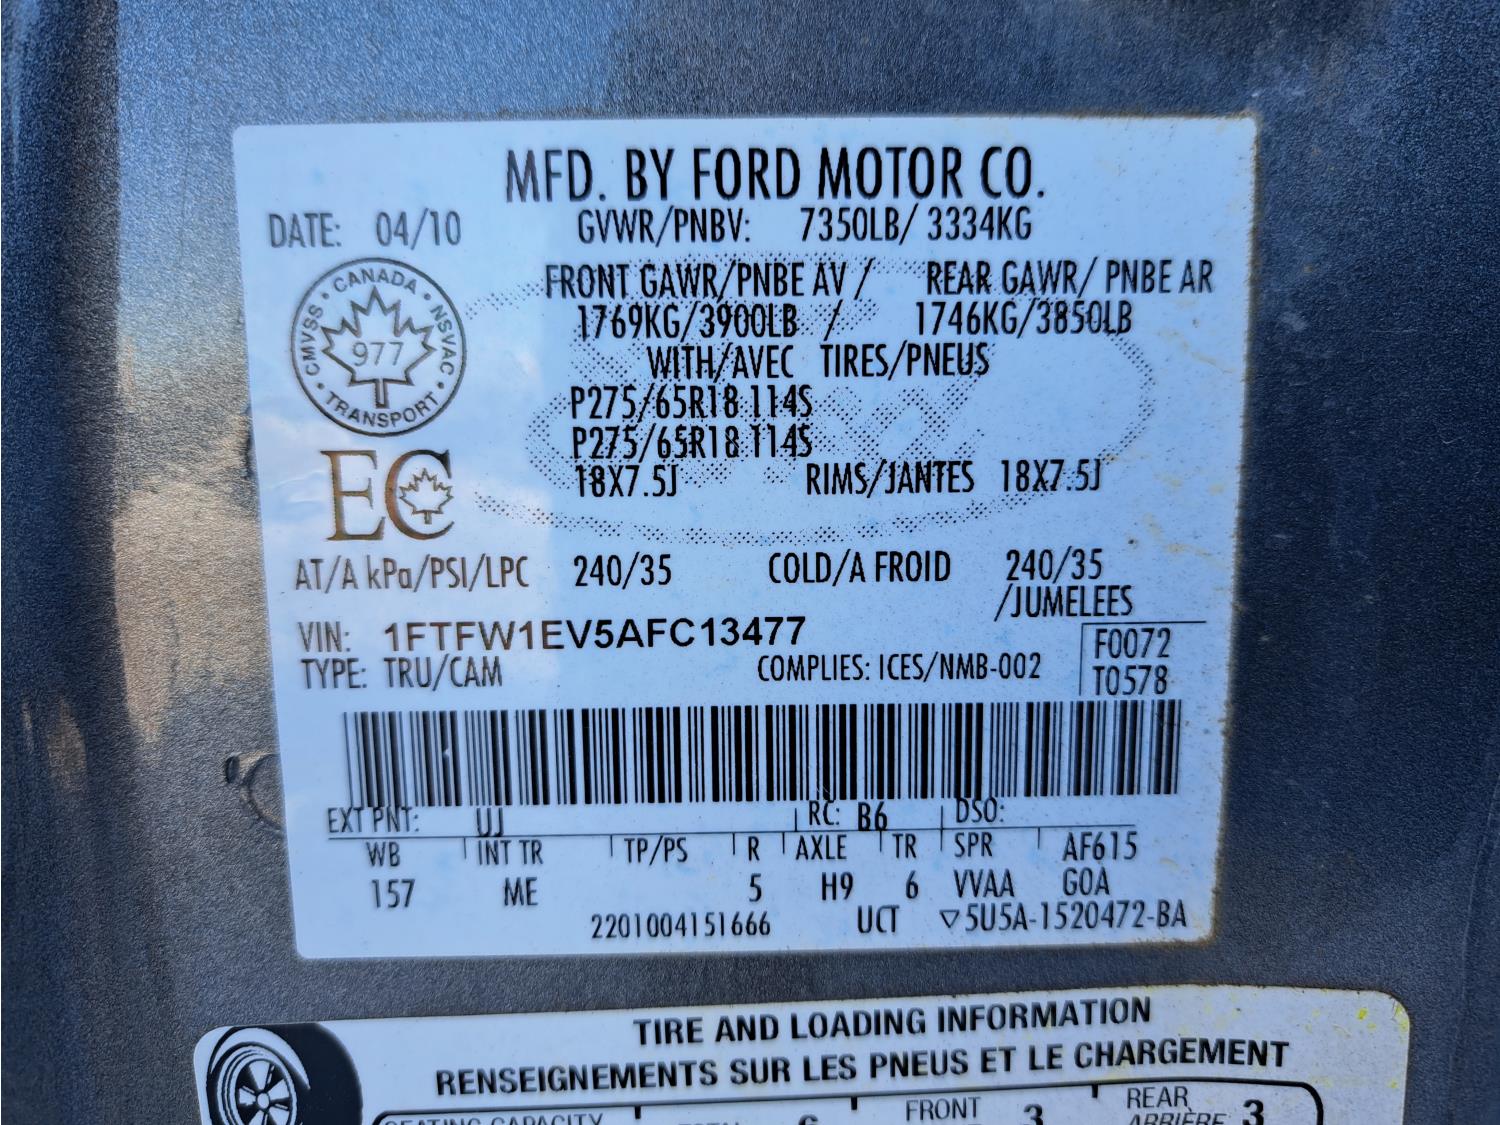 MFD. BY FORD MOTOR CO.
DATE: 04/10 GVWR/PNBV: 7350LB/ 3334KG
FRONT GAWR/PNBE AV / REAR GAWR/ PNBE AR
1769KG/3900LB / 1746KG/3850LB
WITH/AVEC TIRES/PNEUS
P275/65R18 114S
P275/65R18 114S
18X7.5J RIMS/JANTES 18X7.5J
CANADA • NSVAC • TRANSPORT • CMVSS •
977
EC
AT/A kPa/PSI/LPC 240/35 COLD/A FROID 240/35
/JUMELEES
VIN: 1FTFW1EV5AFC13477
TYPE: TRU/CAM COMPLIES: ICES/NMB-002
F0072
T0578
EXT PNT: UJ RC: B6 DSO:
WB INT TR TP/PS R AXLE TR SPR AF615
157 ME 5 H9 6 VVAA GOA
2201004151666 UCT ▽5U5A-1520472-BA
TIRE AND LOADING INFORMATION
RENSEIGNEMENTS SUR LES PNEUS ET LE CHARGEMENT
SEATING CAPACITY FRONT 3 REAR
ARRIÈRE 3